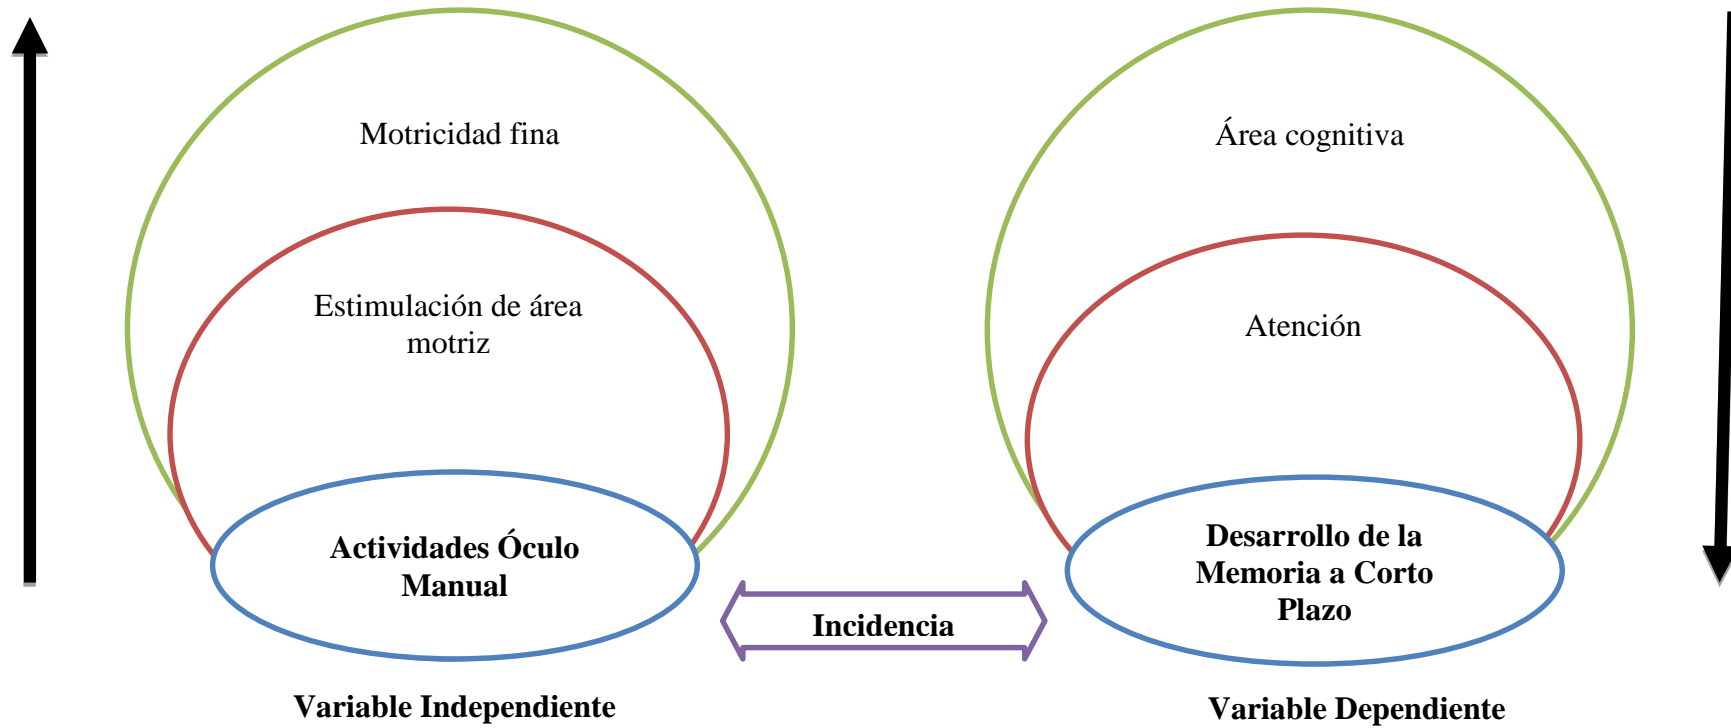 Motricidad fina
Estimulación de área
motriz
Actividades Óculo
Manual
Variable Independiente
Incidencia
Área cognitiva
Atención
Desarrollo de la
Memoria a Corto
Plazo
Variable Dependiente